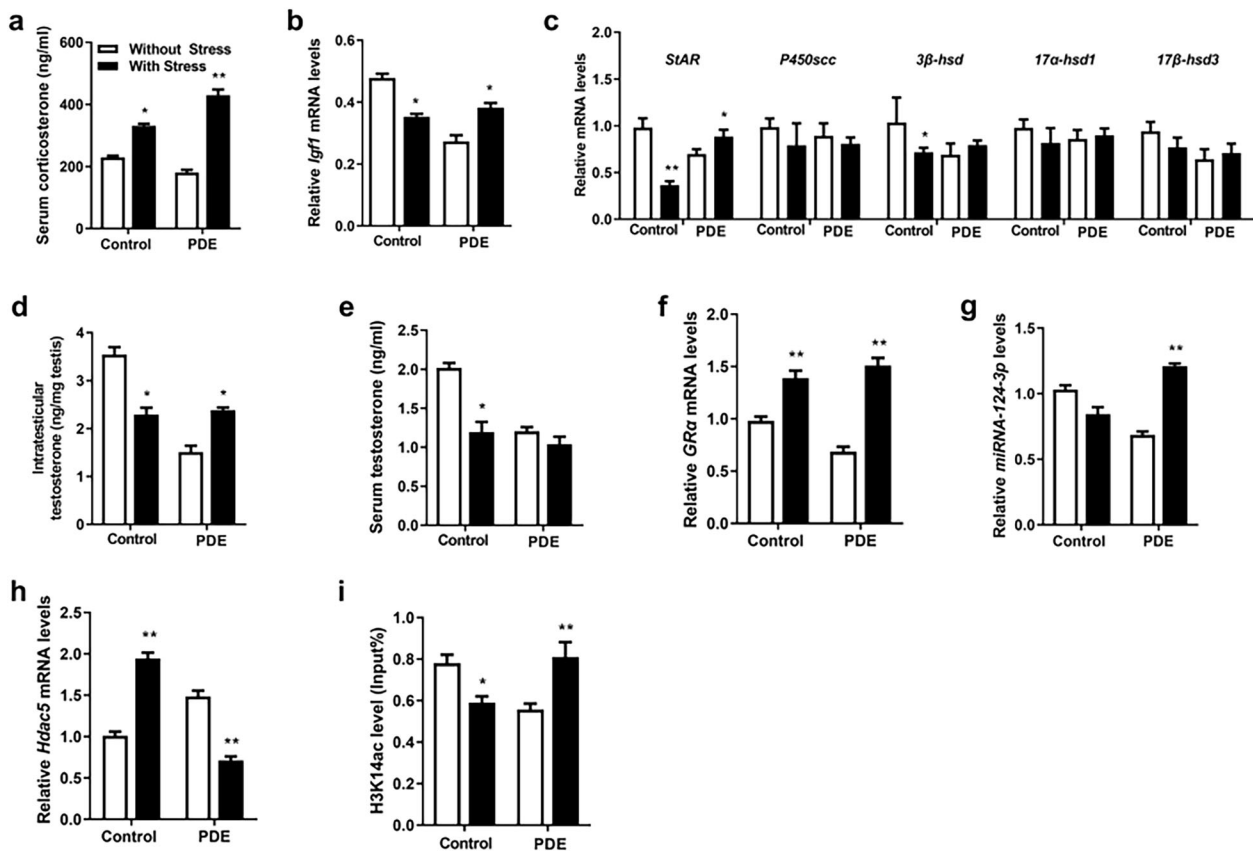 a
Serum corticosterone (ng/ml)
600
400
200
0
Without Stress
With Stress
*
**
Control
PDE
b
Relative Igf1 mRNA levels
0.6
0.4
0.2
0.0
*
*
Control
PDE
c
Relative mRNA levels
2.0
1.5
1.0
0.5
0.0
StAR
P450scc
3β-hsd
17α-hsd1
17β-hsd3
**
*
*
Control PDE
Control PDE
Control PDE
Control PDE
Control PDE
d
Intratesticular
testosterone (ng/mg testis)
4
3
2
1
0
*
*
Control
PDE
e
Serum testosterone (ng/ml)
2.5
2.0
1.5
1.0
0.5
0.0
*
Control
PDE
f
Relative GRα mRNA levels
2.0
1.5
1.0
0.5
0.0
**
**
Control
PDE
g
Relative miRNA-124-3p levels
1.5
1.0
0.5
0.0
**
Control
PDE
h
Relative Hdac5 mRNA levels
2.5
2.0
1.5
1.0
0.5
0.0
**
**
Control
PDE
i
H3K14ac level (Input%)
1.0
0.8
0.6
0.4
0.2
0.0
*
**
Control
PDE